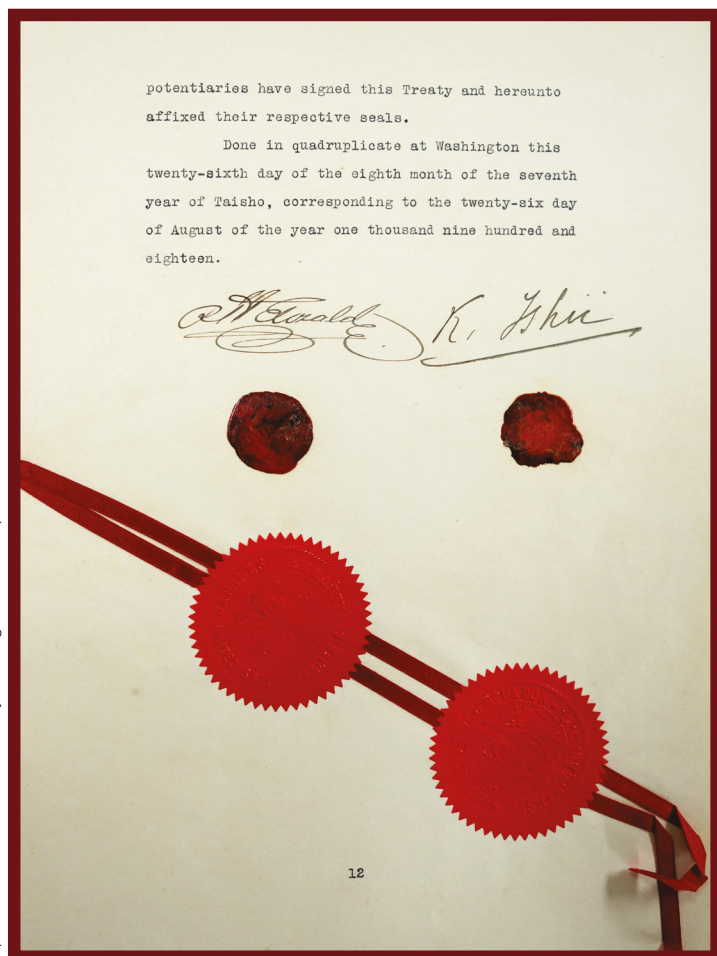 potentiaries have signed this Treaty and hereunto
affixed their respective seals.
Done in quadruplicate at Washington this
twenty-sixth day of the eighth month of the seventh
year of Taisho, corresponding to the twenty-six day
of August of the year one thousand nine hundred and
eighteen.
K. Ishii
12